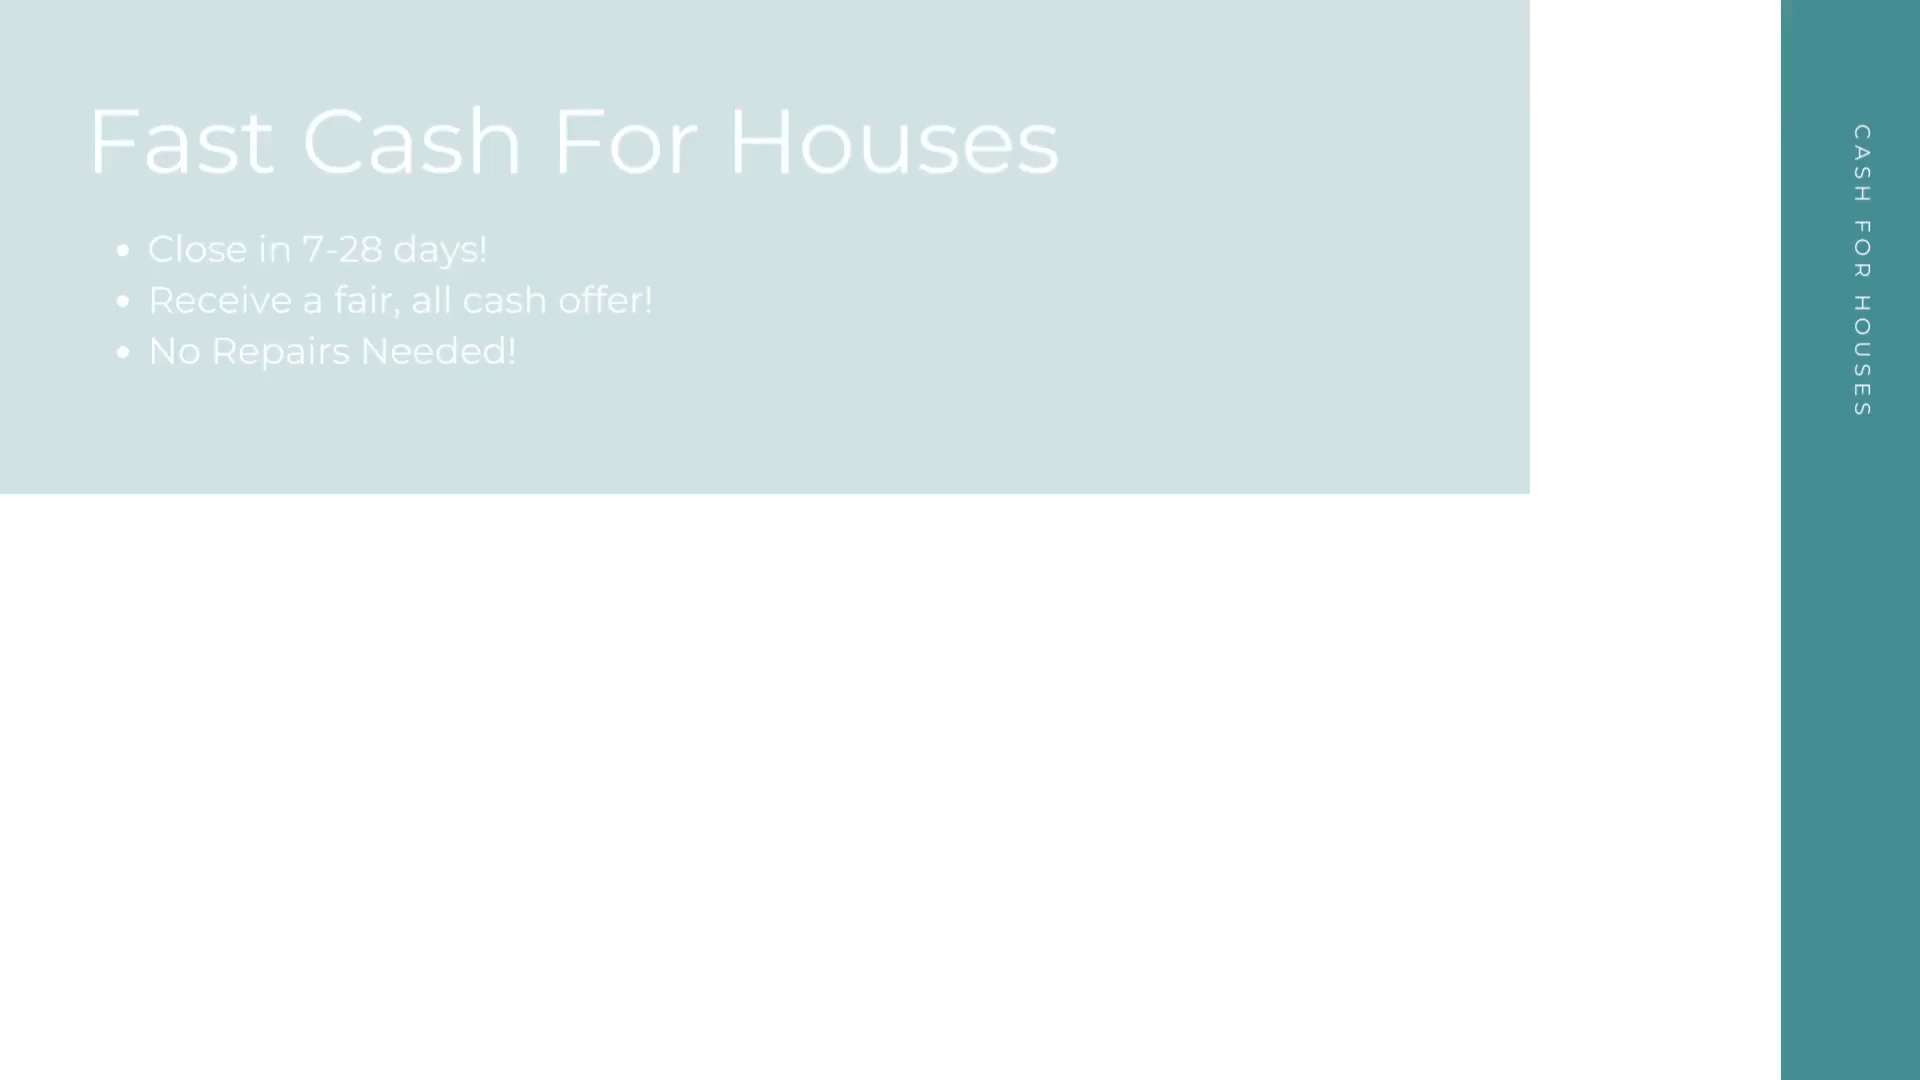 Fast Cash For Houses
• Close in 7-28 days!
• Receive a fair, all cash offer!
• No Repairs Needed!
CASH FOR HOUSES